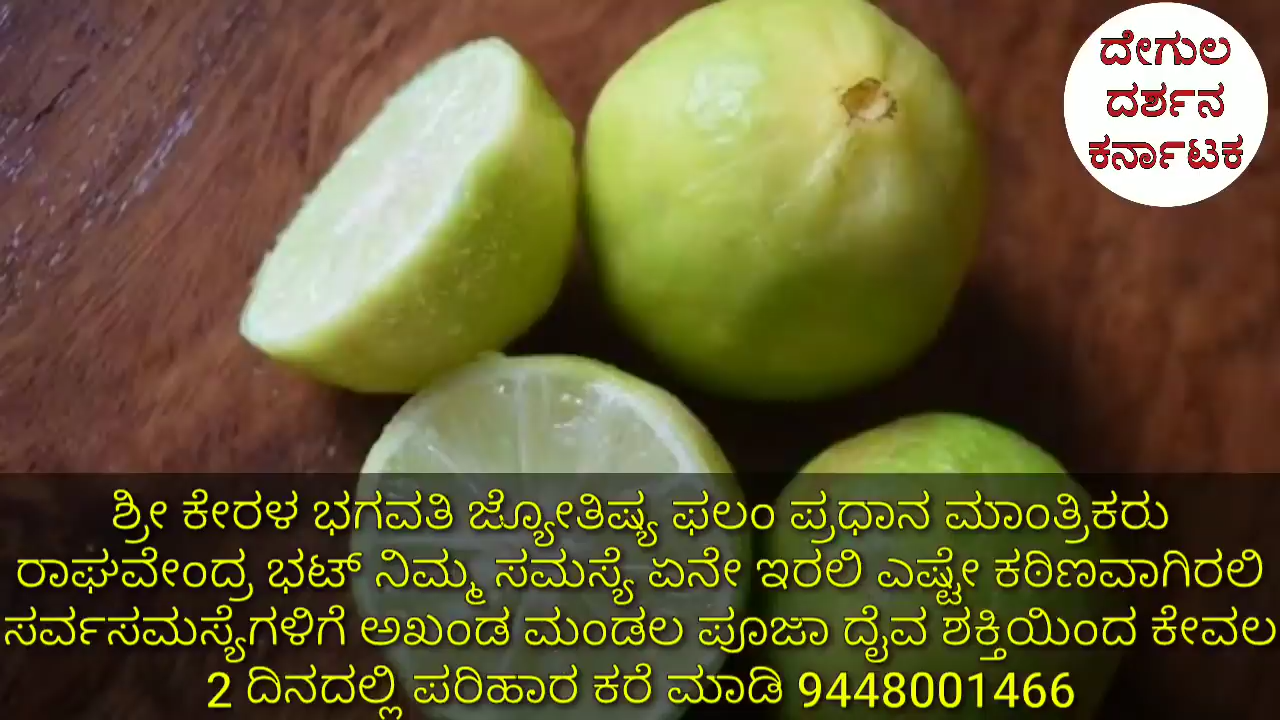 ದೇಗುಲ
ದರ್ಶನ
ಕರ್ನಾಟಕ
ಶ್ರೀ ಕೇರಳ ಭಗವತಿ ಜ್ಯೋತಿಷ್ಯ ಫಲಂ ಪ್ರಧಾನ ಮಾಂತ್ರಿಕರು
ರಾಘವೇಂದ್ರ ಭಟ್ ನಿಮ್ಮ ಸಮಸ್ಯೆ ಏನೇ ಇರಲಿ ಎಷ್ಟೇ ಕಠಿಣವಾಗಿರಲಿ
ಸರ್ವಸಮಸ್ಯೆಗಳಿಗೆ ಅಖಂಡ ಮಂಡಲ ಪೂಜಾ ದೈವ ಶಕ್ತಿಯಿಂದ ಕೇವಲ
2 ದಿನದಲ್ಲಿ ಪರಿಹಾರ ಕರೆ ಮಾಡಿ 9448001466